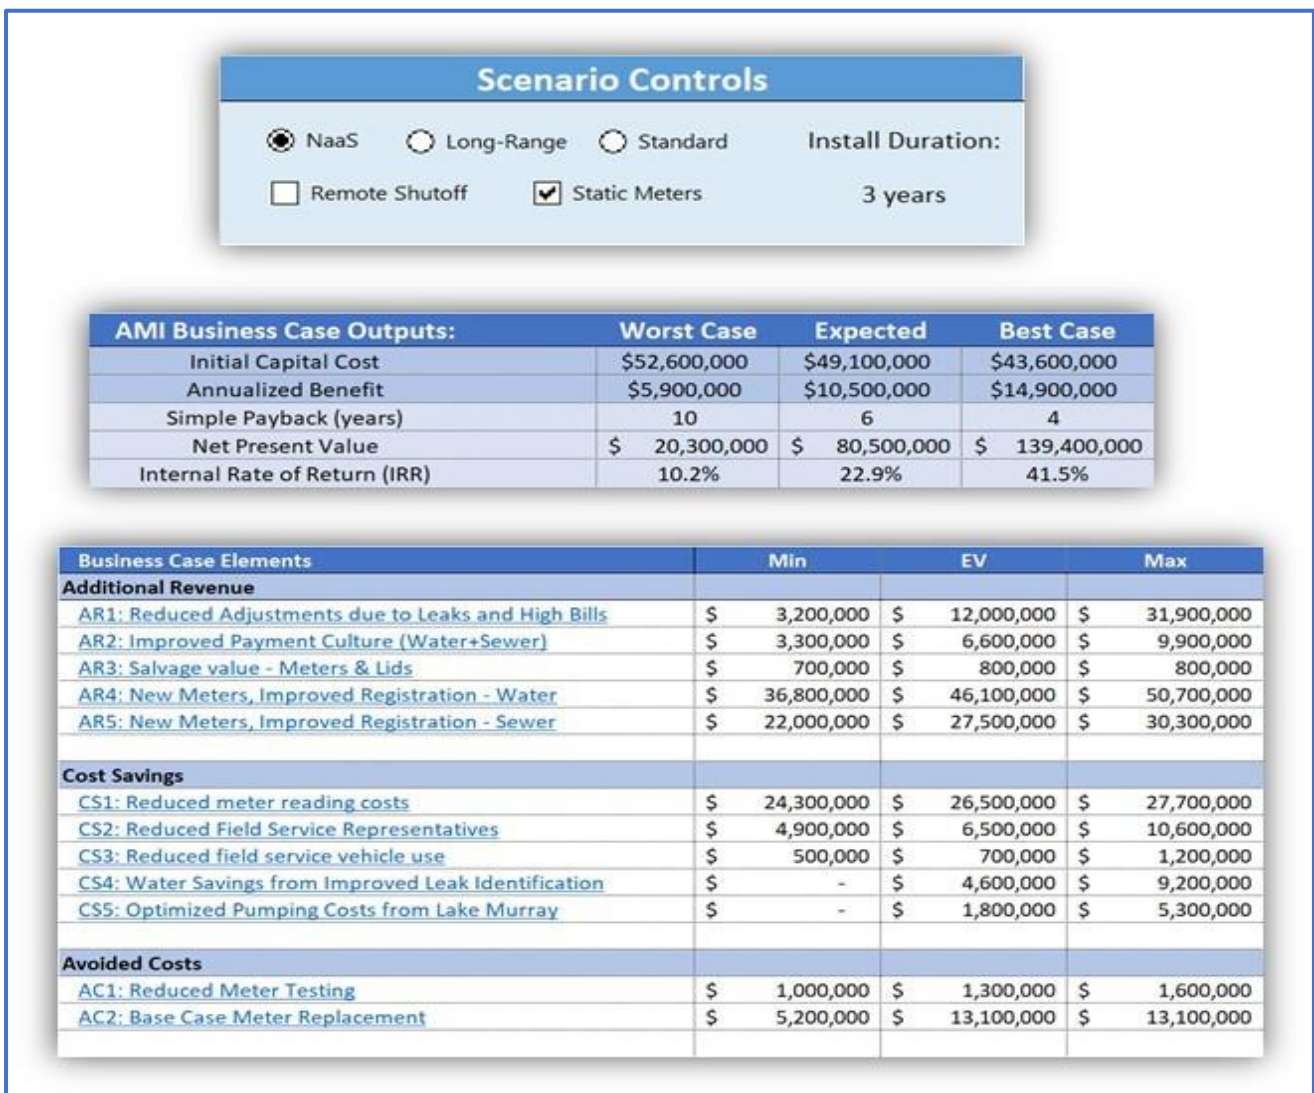 Scenario Controls
NaaS Long-Range Standard Install Duration:
Remote Shutoff Static Meters 3 years
AMI Business Case Outputs: Worst Case Expected Best Case
Initial Capital Cost $52,600,000 $49,100,000 $43,600,000
Annualized Benefit $5,900,000 $10,500,000 $14,900,000
Simple Payback (years) 10 6 4
Net Present Value $ 20,300,000 $ 80,500,000 $ 139,400,000
Internal Rate of Return (IRR) 10.2% 22.9% 41.5%
Business Case Elements Min EV Max
Additional Revenue
AR1: Reduced Adjustments due to Leaks and High Bills $ 3,200,000 $ 12,000,000 $ 31,900,000
AR2: Improved Payment Culture (Water+Sewer) $ 3,300,000 $ 6,600,000 $ 9,900,000
AR3: Salvage value - Meters & Lids $ 700,000 $ 800,000 $ 800,000
AR4: New Meters, Improved Registration - Water $ 36,800,000 $ 46,100,000 $ 50,700,000
AR5: New Meters, Improved Registration - Sewer $ 22,000,000 $ 27,500,000 $ 30,300,000
Cost Savings
CS1: Reduced meter reading costs $ 24,300,000 $ 26,500,000 $ 27,700,000
CS2: Reduced Field Service Representatives $ 4,900,000 $ 6,500,000 $ 10,600,000
CS3: Reduced field service vehicle use $ 500,000 $ 700,000 $ 1,200,000
CS4: Water Savings from Improved Leak Identification $ - $ 4,600,000 $ 9,200,000
CS5: Optimized Pumping Costs from Lake Murray $ - $ 1,800,000 $ 5,300,000
Avoided Costs
AC1: Reduced Meter Testing $ 1,000,000 $ 1,300,000 $ 1,600,000
AC2: Base Case Meter Replacement $ 5,200,000 $ 13,100,000 $ 13,100,000